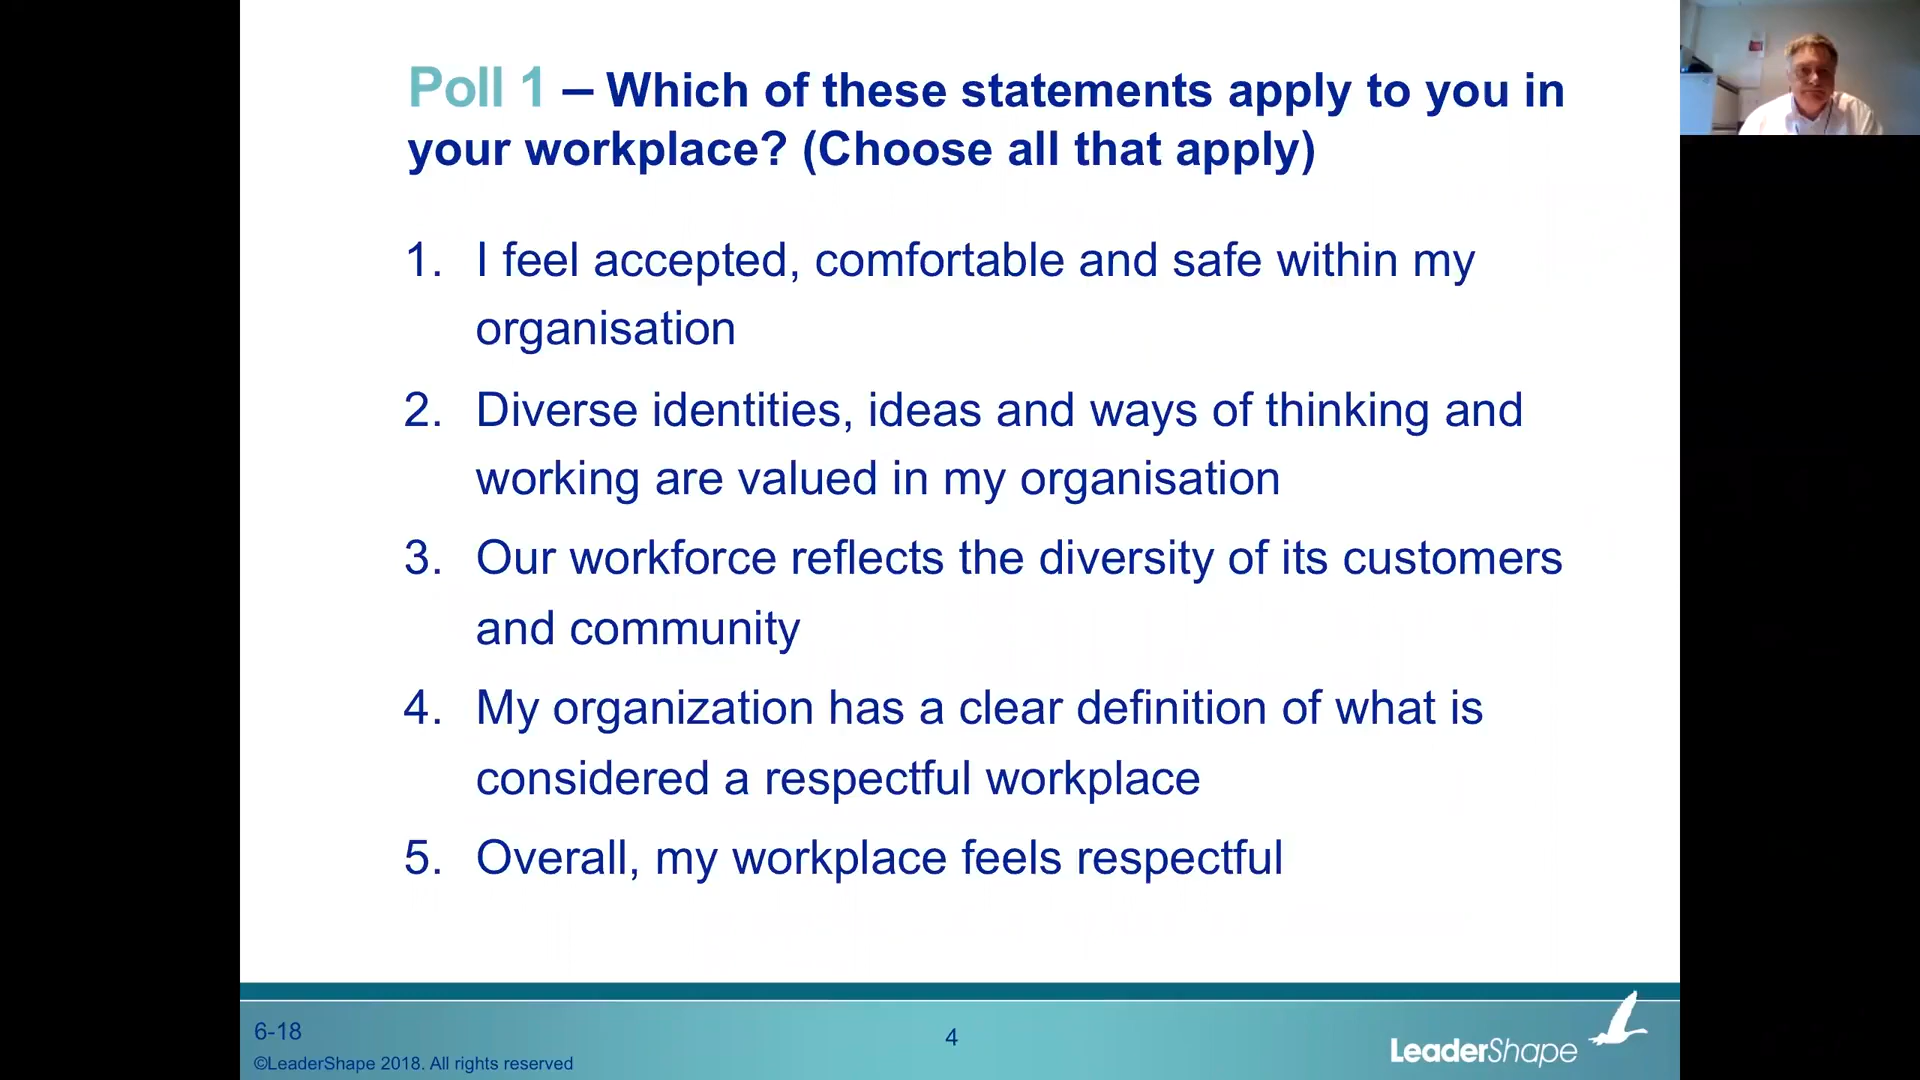 Poll 1 – Which of these statements apply to you in
your workplace? (Choose all that apply)
1. I feel accepted, comfortable and safe within my
organisation
2. Diverse identities, ideas and ways of thinking and
working are valued in my organisation
3. Our workforce reflects the diversity of its customers
and community
4. My organization has a clear definition of what is
considered a respectful workplace
5. Overall, my workplace feels respectful
6-18
4
©LeaderShape 2018. All rights reserved
LeaderShape